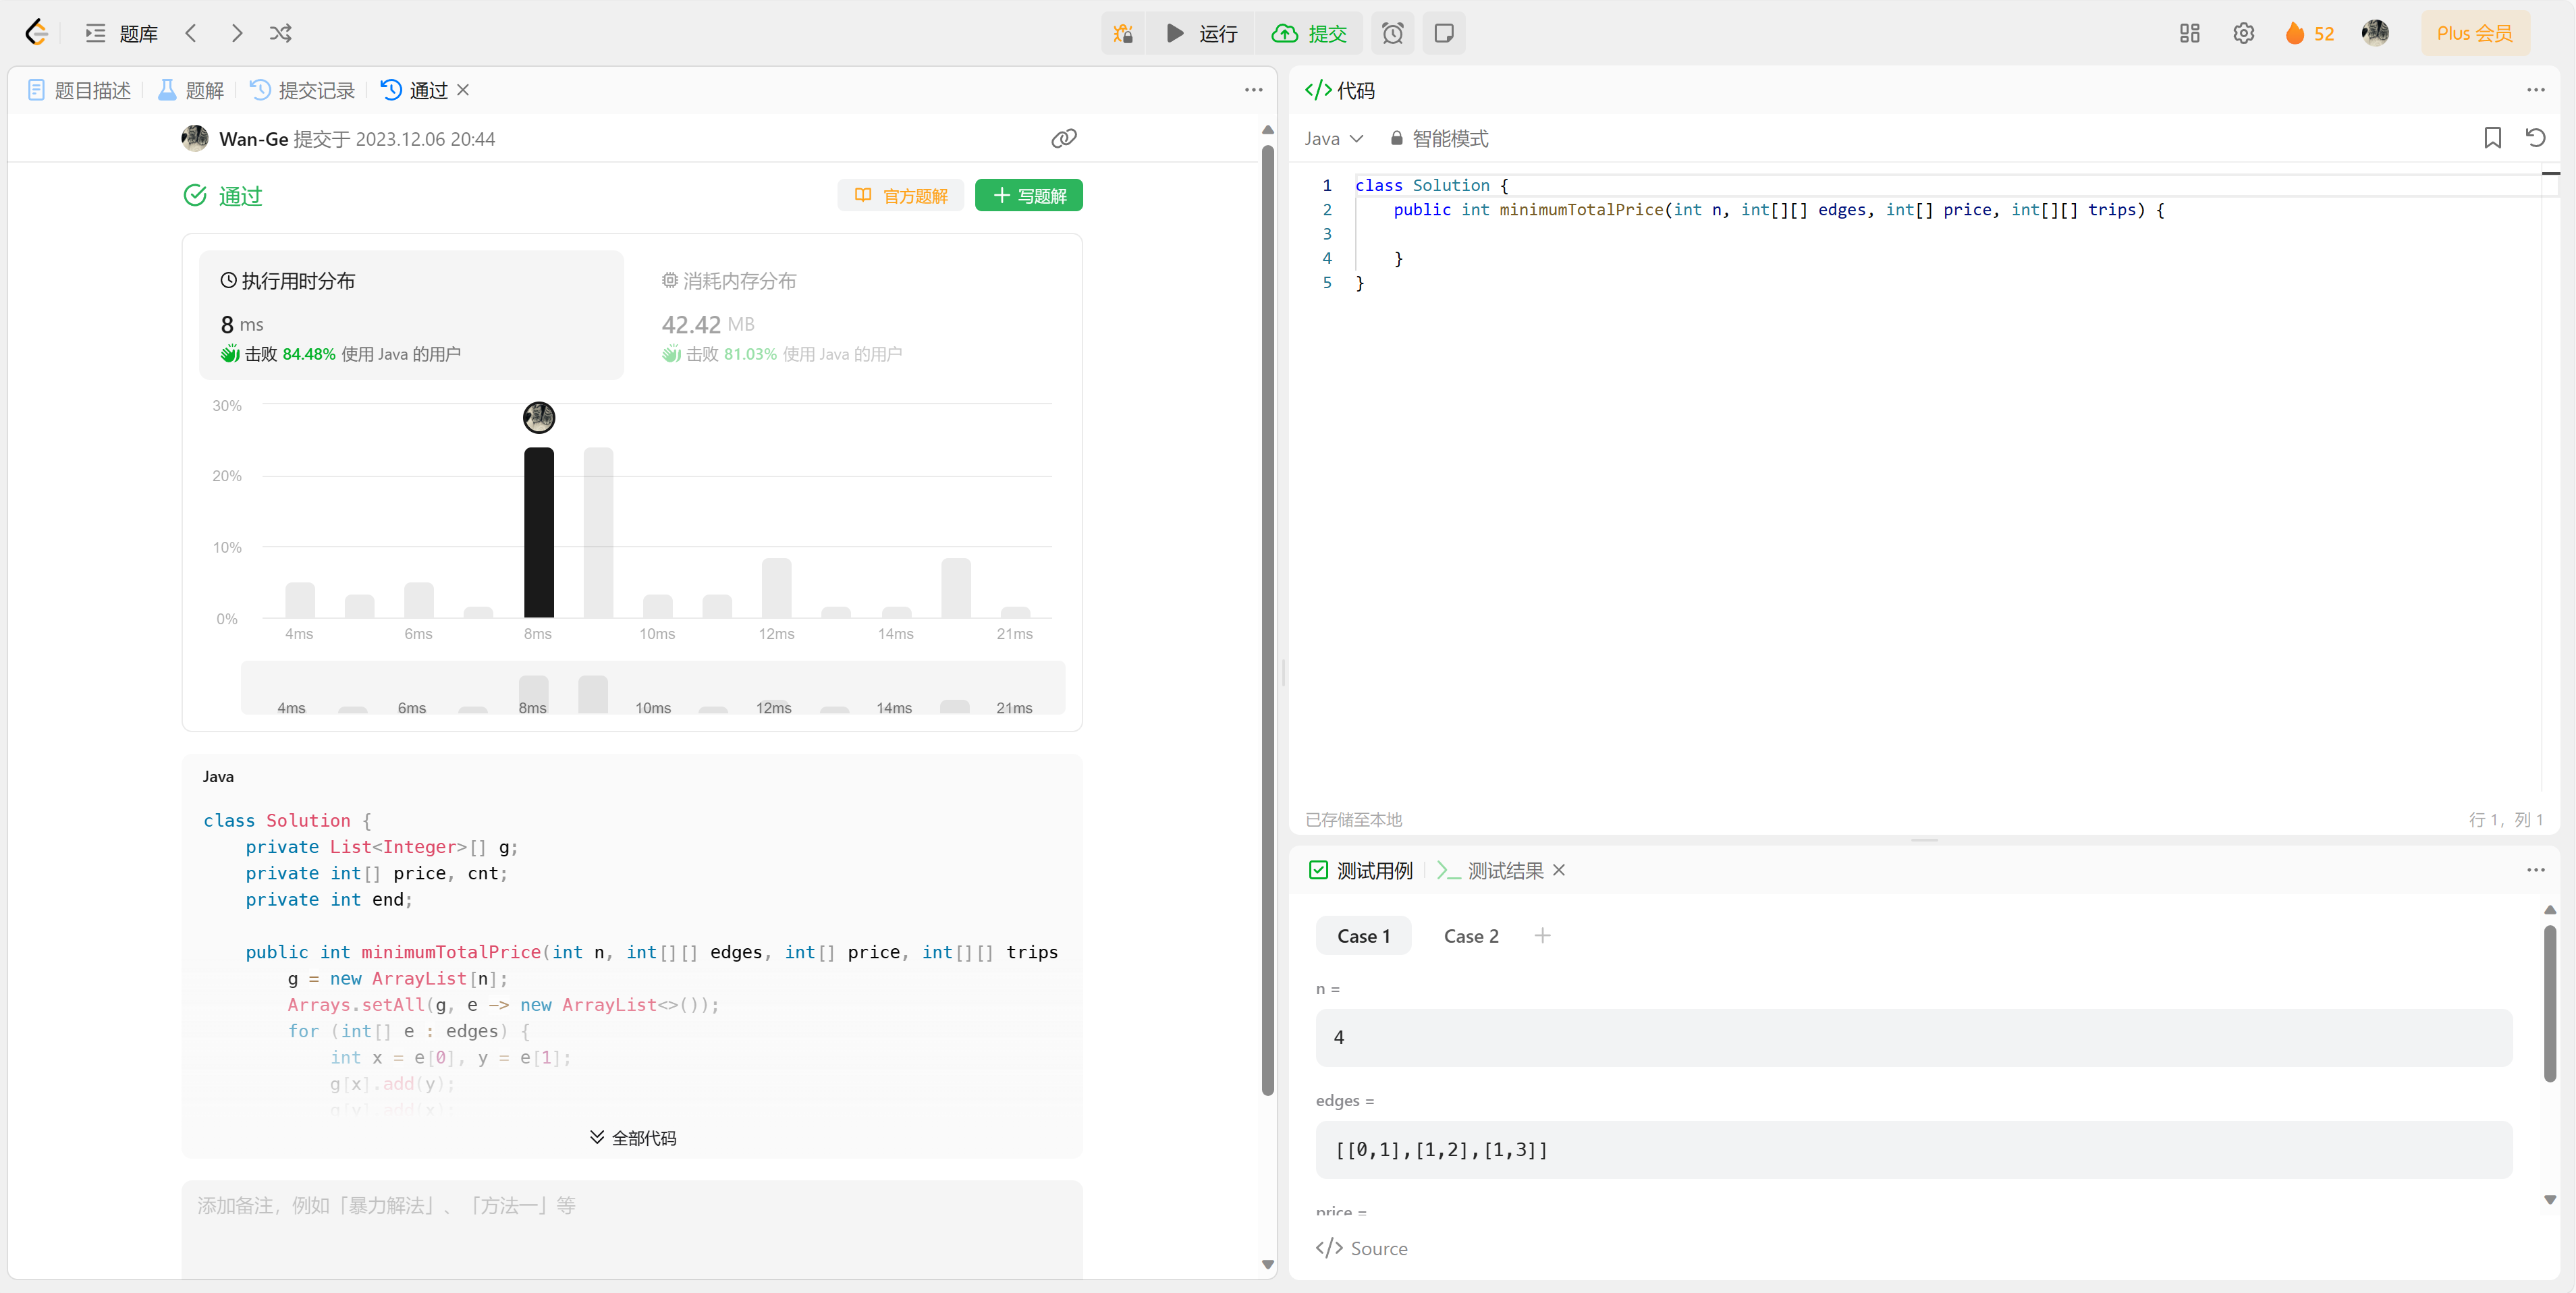 题库
运行
提交
52
Plus 会员
题目描述
题解
提交记录
通过
Wan-Ge 提交于 2023.12.06 20:44
通过
官方题解
写题解
执行用时分布
8 ms
击败 84.48% 使用 Java 的用户
消耗内存分布
42.42 MB
击败 81.03% 使用 Java 的用户
30%
20%
10%
0%
4ms 6ms 8ms 10ms 12ms 14ms 21ms
4ms 6ms 8ms 10ms 12ms 14ms 21ms
Java
class Solution {
    private List<Integer>[] g;
    private int[] price, cnt;
    private int end;
    public int minimumTotalPrice(int n, int[][] edges, int[] price, int[][] trips
        g = new ArrayList[n];
        Arrays.setAll(g, e -> new ArrayList<>());
        for (int[] e : edges) {
            int x = e[0], y = e[1];
            g[x].add(y);
            g[y].add(x);
全部代码
添加备注，例如「暴力解法」、「方法一」等
代码
Java
智能模式
1 class Solution {
2     public int minimumTotalPrice(int n, int[][] edges, int[] price, int[][] trips) {
3
4     }
5 }
已存储至本地
行 1，列 1
测试用例
测试结果
Case 1
Case 2
n =
4
edges =
[[0,1],[1,2],[1,3]]
price =
Source